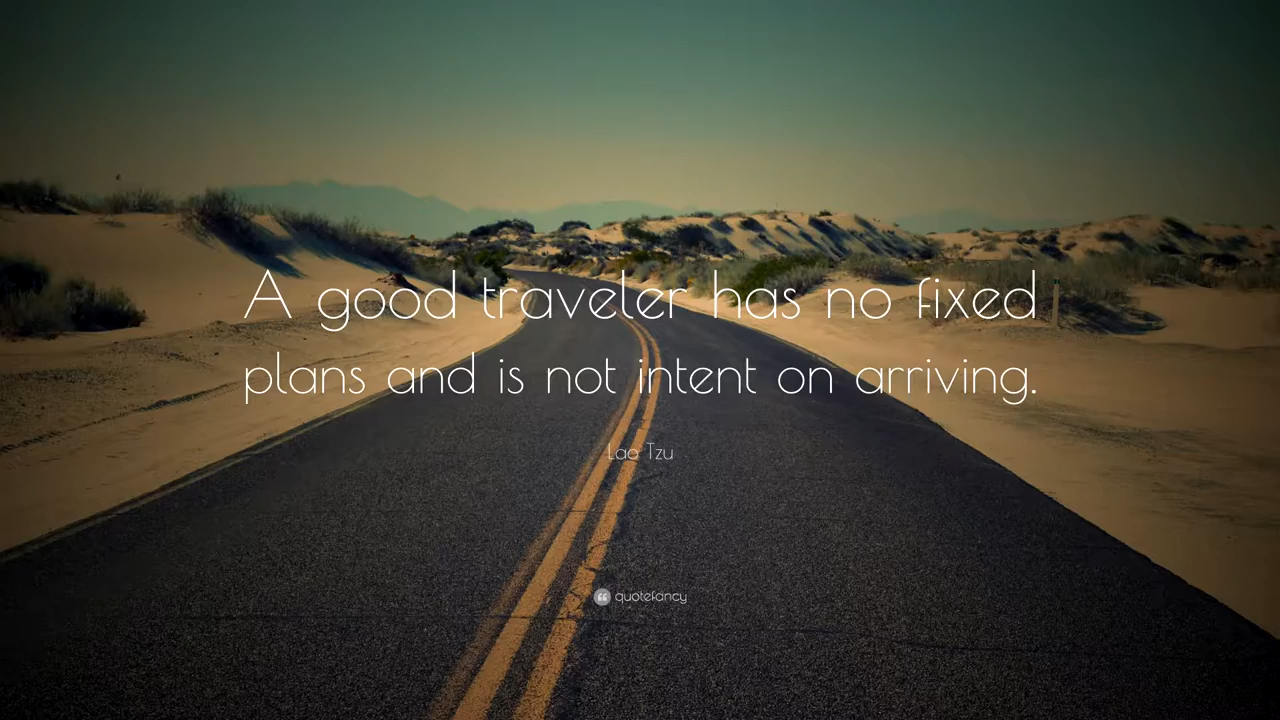 A good traveler has no fixed
plans and is not intent on arriving.
Lao Tzu
quotefancy